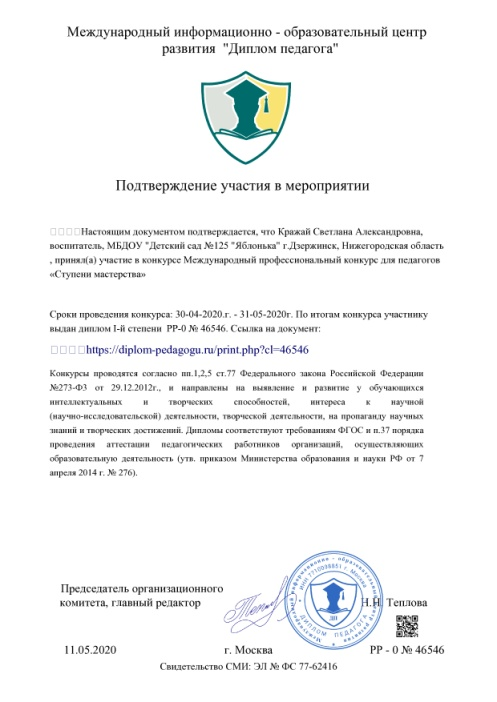 Международный информационно - образовательный центр
развития "Диплом педагога"
Подтверждение участия в мероприятии
Настоящим документом подтверждается, что Кражай Светлана Александровна,
воспитатель, МБДОУ "Детский сад №125 "Яблонька" г.Дзержинск, Нижегородская область
, принял(а) участие в конкурсе Международный профессиональный конкурс для педагогов
«Ступени мастерства»
Сроки проведения конкурса: 30-04-2020.г. - 31-05-2020г. По итогам конкурса участнику
выдан диплом I-й степени РР-0 № 46546. Ссылка на документ:
https://diplom-pedagogu.ru/print.php?cl=46546
Конкурсы проводятся согласно пп.1,2,5 ст.77 Федерального закона Российской Федерации
№273-ФЗ от 29.12.2012г., и направлены на выявление и развитие у обучающихся
интеллектуальных и творческих способностей, интереса к научной
(научно-исследовательской) деятельности, творческой деятельности, на пропаганду научных
знаний и творческих достижений. Дипломы соответствуют требованиям ФГОС и п.37 порядка
проведения аттестации педагогических работников организаций, осуществляющих
образовательную деятельность (утв. приказом Министерства образования и науки РФ от 7
апреля 2014 г. № 276).
Председатель организационного
комитета, главный редактор
Н.Н. Теплова
ДИПЛОМ ПЕДАГОГА
11.05.2020 г. Москва РР - 0 № 46546
Свидетельство СМИ: ЭЛ № ФС 77-62416